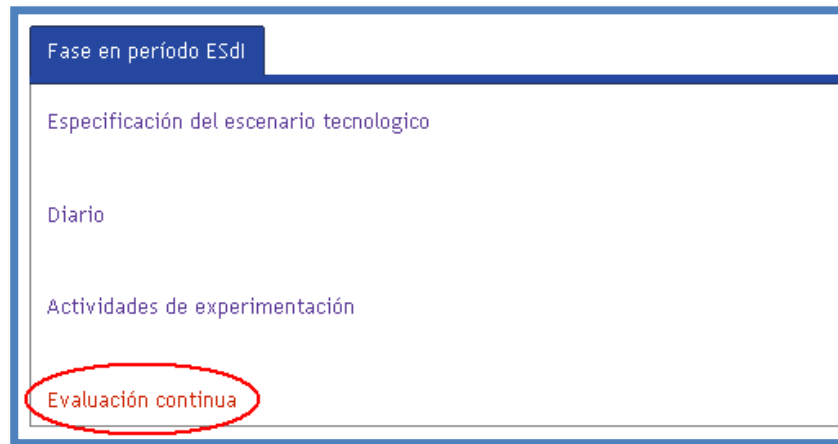 Fase en período ESdI
Especificación del escenario tecnologico
Diario
Actividades de experimentación
Evaluación continua